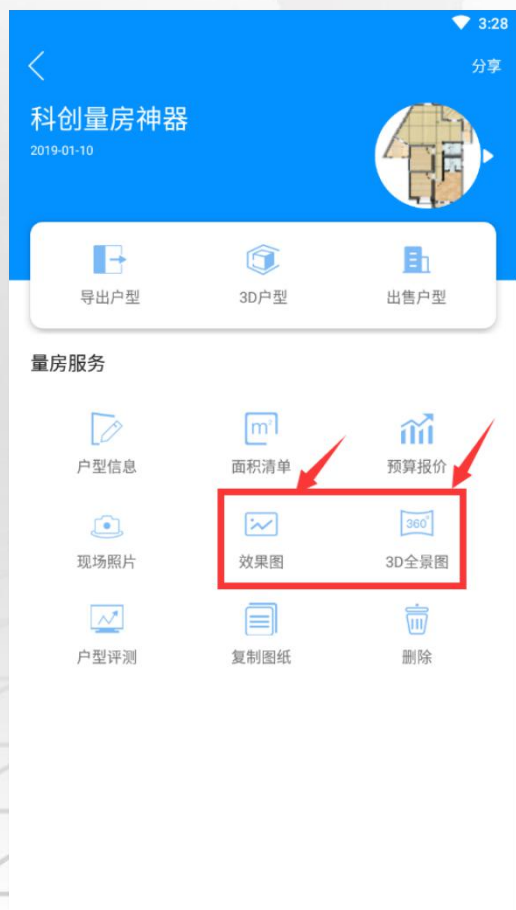 3:28
分享
科创量房神器
2019-01-10
导出户型 3D户型 出售户型
量房服务
m²
户型信息 面积清单 预算报价
360°
现场照片 效果图 3D全景图
户型评测 复制图纸 删除